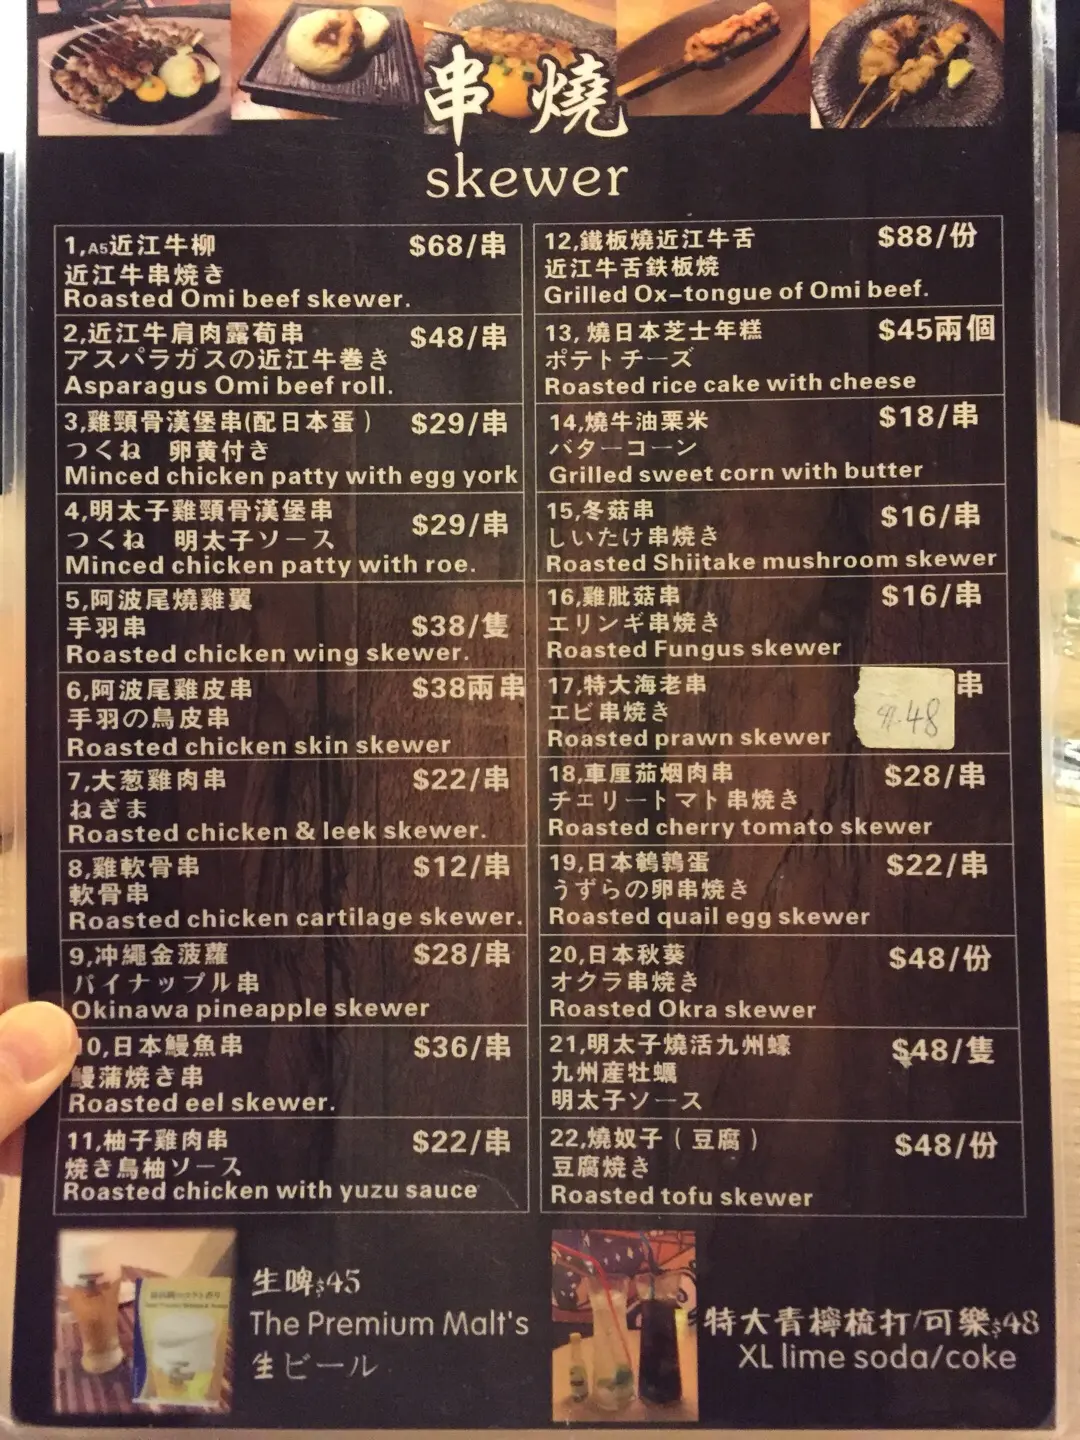 串燒
skewer
1,A5近江牛柳 $68/串
近江牛串焼き
Roasted Omi beef skewer.
2,近江牛肩肉露荀串 $48/串
アスパラガスの近江牛巻き
Asparagus Omi beef roll.
3,雞頸骨漢堡串(配日本蛋) $29/串
つくね 卵黄付き
Minced chicken patty with egg york
4,明太子雞頸骨漢堡串 $29/串
つくね 明太子ソース
Minced chicken patty with roe.
5,阿波尾燒雞翼
手羽串 $38/隻
Roasted chicken wing skewer.
6,阿波尾雞皮串 $38兩串
手羽の鳥皮串
Roasted chicken skin skewer
7,大葱雞肉串 $22/串
ねぎま
Roasted chicken & leek skewer.
8,雞軟骨串 $12/串
軟骨串
Roasted chicken cartilage skewer.
9,冲繩金菠蘿 $28/串
パイナップル串
Okinawa pineapple skewer
10,日本鰻魚串 $36/串
鰻蒲焼き串
Roasted eel skewer.
11,柚子雞肉串 $22/串
焼き鳥柚ソース
Roasted chicken with yuzu sauce
12,鐵板燒近江牛舌 $88/份
近江牛舌鉄板焼
Grilled Ox-tongue of Omi beef.
13,燒日本芝士年糕 $45兩個
ポテトチーズ
Roasted rice cake with cheese
14,燒牛油粟米 $18/串
バターコーン
Grilled sweet corn with butter
15,冬菇串 $16/串
しいたけ串焼き
Roasted Shiitake mushroom skewer
16,雞肶菇串 $16/串
エリンギ串焼き
Roasted Fungus skewer
17,特大海老串 串
エビ串焼き 48
Roasted prawn skewer
18,車厘茄烟肉串 $28/串
チェリートマト串焼き
Roasted cherry tomato skewer
19,日本鹌鹑蛋 $22/串
うずらの卵串焼き
Roasted quail egg skewer
20,日本秋葵 $48/份
オクラ串焼き
Roasted Okra skewer
21,明太子燒活九州蠔 $48/隻
九州産牡蠣
明太子ソース
22,燒奴子(豆腐) $48/份
豆腐焼き
Roasted tofu skewer
生啤$45
The Premium Malt's
生ビール
特大青檸梳打/可樂$48
XL lime soda/coke